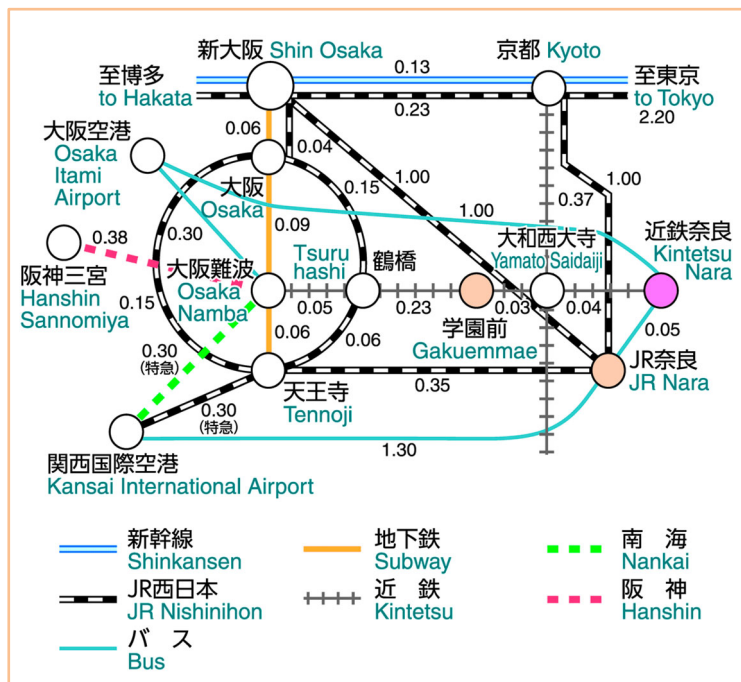 新大阪 Shin Osaka
京都 Kyoto
0.13
至博多
to Hakata
至東京
to Tokyo
0.23
2.20
大阪空港
Osaka
Itami
Airport
0.06
0.04
大阪
Osaka
0.15
1.00
0.37
1.00
1.00
0.38
0.30
0.09
大和西大寺
Yamato Saidaiji
近鉄奈良
Kintetsu
Nara
阪神三宮
Hanshin
Sannomiya
大阪難波
Osaka
Namba
Tsuru
hashi
鶴橋
0.05
0.23
0.03
0.04
0.15
0.06
0.06
学園前
Gakuemmae
0.05
0.30
(特急)
天王寺
Tennoji
0.35
JR奈良
JR Nara
0.30
(特急)
関西国際空港
Kansai International Airport
1.30
新幹線
Shinkansen
地下鉄
Subway
南 海
Nankai
JR西日本
JR Nishinihon
近 鉄
Kintetsu
阪 神
Hanshin
バ ス
Bus